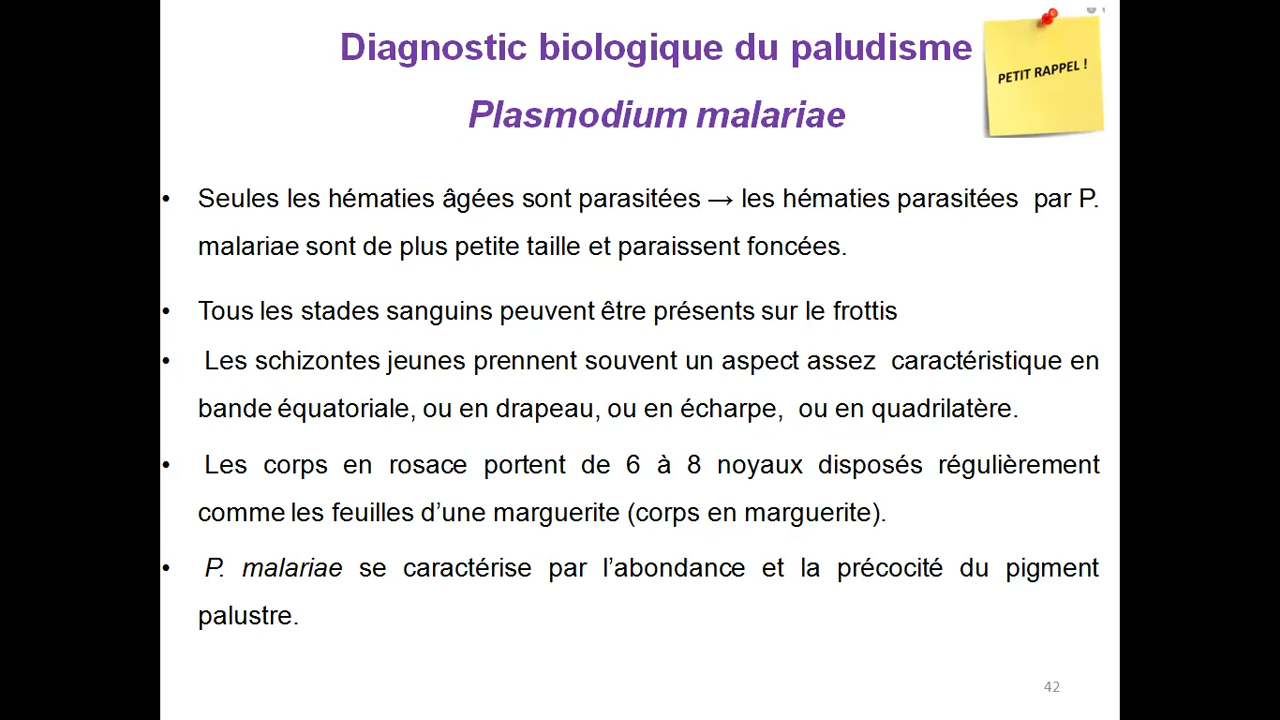 Diagnostic biologique du paludisme
PETIT RAPPEL !
Plasmodium malariae
• Seules les hématies âgées sont parasitées → les hématies parasitées par P.
malariae sont de plus petite taille et paraissent foncées.
• Tous les stades sanguins peuvent être présents sur le frottis
• Les schizontes jeunes prennent souvent un aspect assez caractéristique en
bande équatoriale, ou en drapeau, ou en écharpe, ou en quadrilatère.
• Les corps en rosace portent de 6 à 8 noyaux disposés régulièrement
comme les feuilles d’une marguerite (corps en marguerite).
• P. malariae se caractérise par l’abondance et la précocité du pigment
palustre.
42